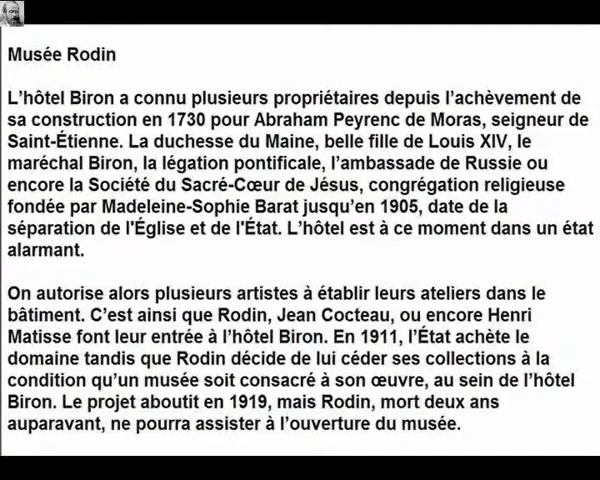 Musée Rodin
L’hôtel Biron a connu plusieurs propriétaires depuis l’achèvement de
sa construction en 1730 pour Abraham Peyrenc de Moras, seigneur de
Saint-Étienne. La duchesse du Maine, belle fille de Louis XIV, le
maréchal Biron, la légation pontificale, l’ambassade de Russie ou
encore la Société du Sacré-Cœur de Jésus, congrégation religieuse
fondée par Madeleine-Sophie Barat jusqu’en 1905, date de la
séparation de l'Église et de l'État. L’hôtel est à ce moment dans un état
alarmant.
On autorise alors plusieurs artistes à établir leurs ateliers dans le
bâtiment. C’est ainsi que Rodin, Jean Cocteau, ou encore Henri
Matisse font leur entrée à l’hôtel Biron. En 1911, l’État achète le
domaine tandis que Rodin décide de lui céder ses collections à la
condition qu’un musée soit consacré à son œuvre, au sein de l’hôtel
Biron. Le projet aboutit en 1919, mais Rodin, mort deux ans
auparavant, ne pourra assister à l’ouverture du musée.